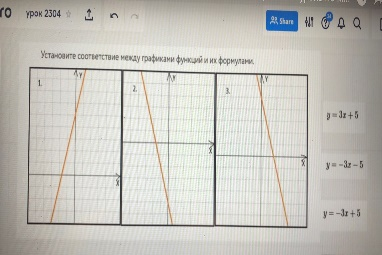 ro урок 2304 Share
Установите соответствие между графиками функций и их формулами.
1. y x
2. y x
3. y x
y = 3x + 5
y = -3x - 5
y = -3x + 5